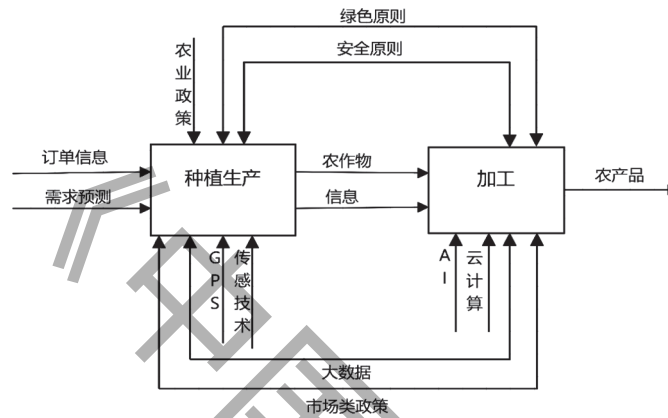 绿色原则
安全原则
农业政策
订单信息
需求预测
种植生产
农作物
信息
加工
农产品
GPS
传感技术
AI
云计算
大数据
市场类政策
《中国